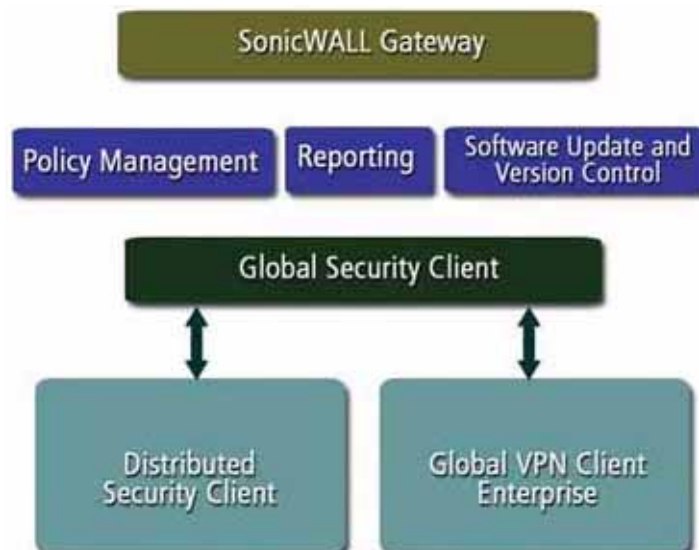 SonicWALL Gateway
Policy Management
Reporting
Software Update and
Version Control
Global Security Client
Distributed
Security Client
Global VPN Client
Enterprise